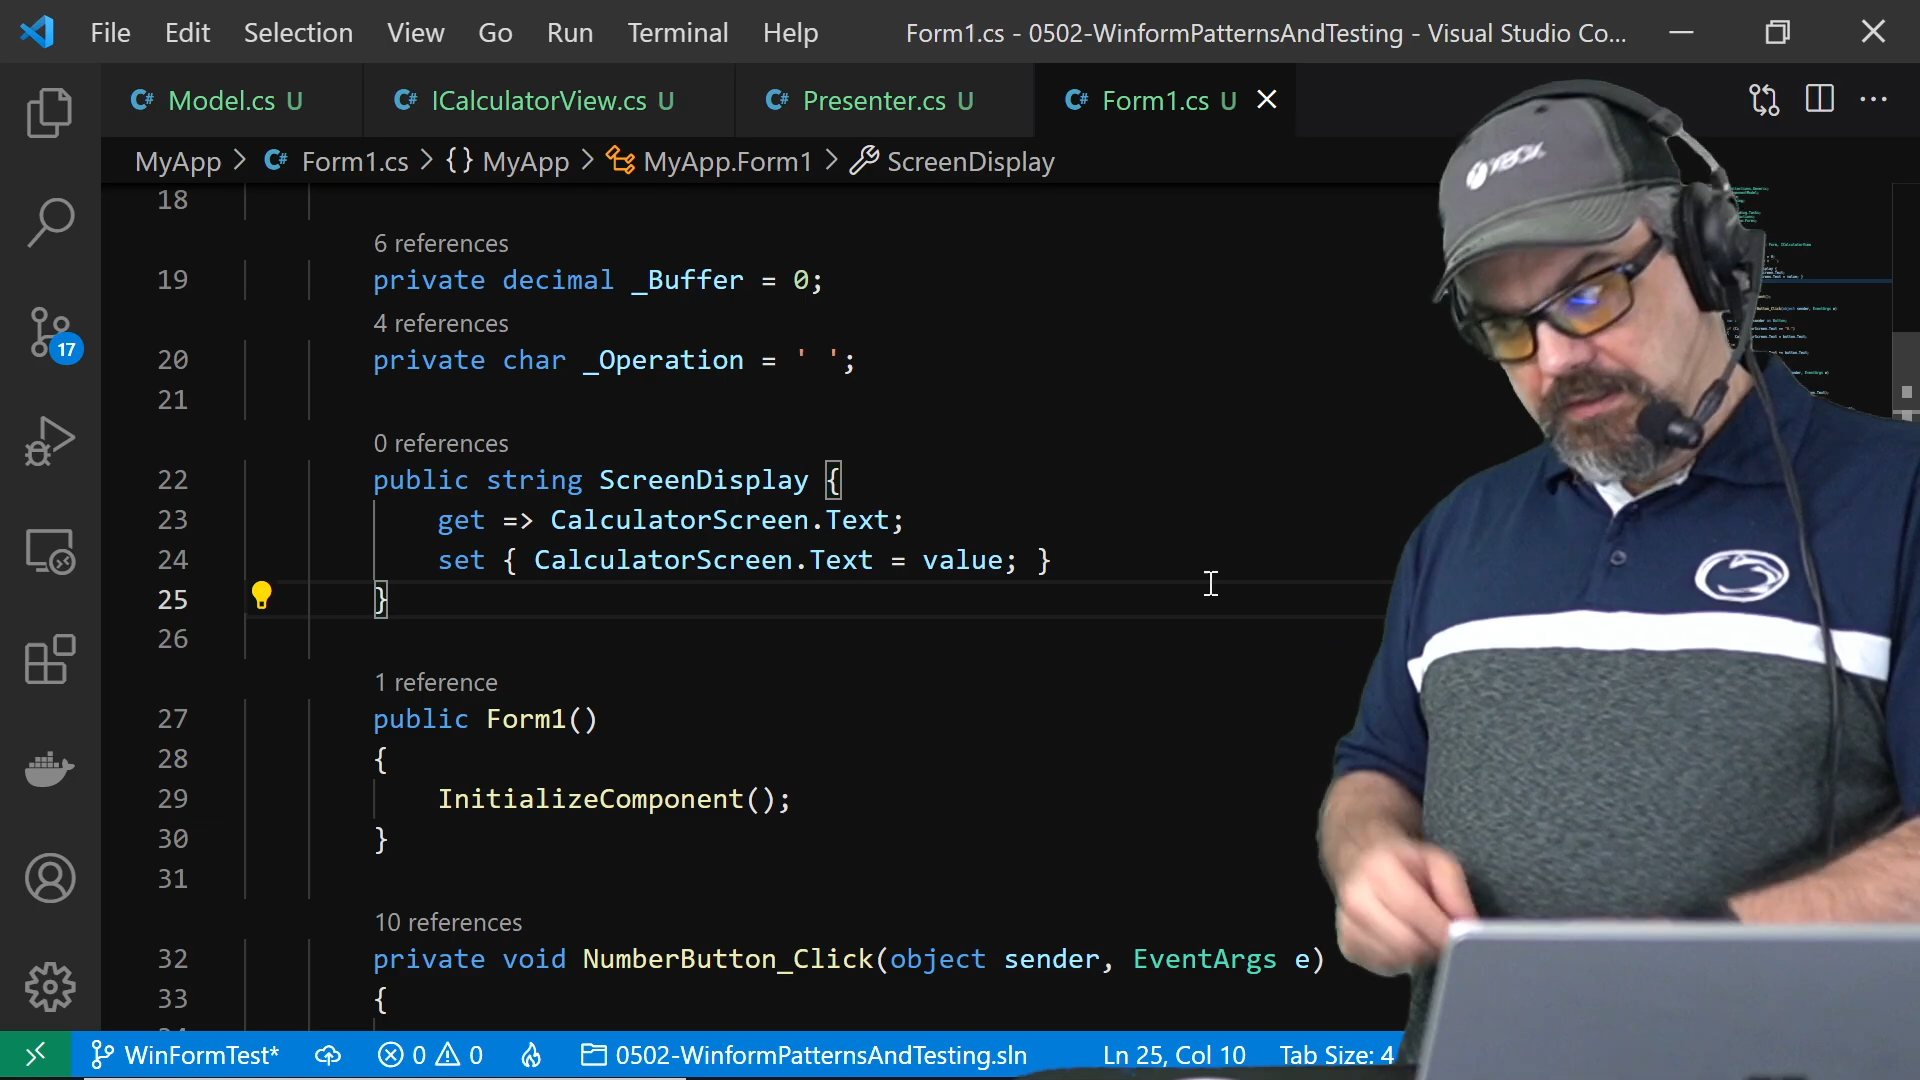 File Edit Selection View Go Run Terminal Help Form1.cs - 0502-WinformPatternsAndTesting - Visual Studio Co...
C# Model.cs U C# ICalculatorView.cs U C# Presenter.cs U C# Form1.cs U
MyApp > C# Form1.cs > {} MyApp > MyApp.Form1 > ScreenDisplay
18
6 references
19 private decimal _Buffer = 0;
4 references
20 private char _Operation = ' ';
21
0 references
22 public string ScreenDisplay {
23 get => CalculatorScreen.Text;
24 set { CalculatorScreen.Text = value; }
25 }
26
1 reference
27 public Form1()
28 {
29 InitializeComponent();
30 }
31
10 references
32 private void NumberButton_Click(object sender, EventArgs e)
33 {
17
XBOX
WinFormTest* 0 0 0502-WinformPatternsAndTesting.sln Ln 25, Col 10 Tab Size: 4